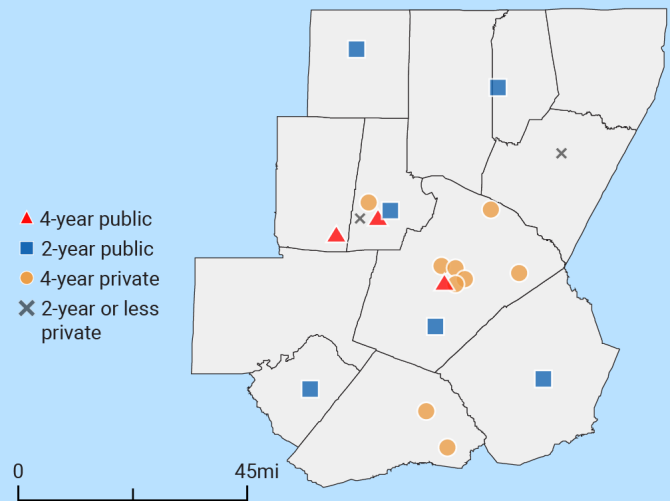 4-year public
2-year public
4-year private
2-year or less
private
0 45mi